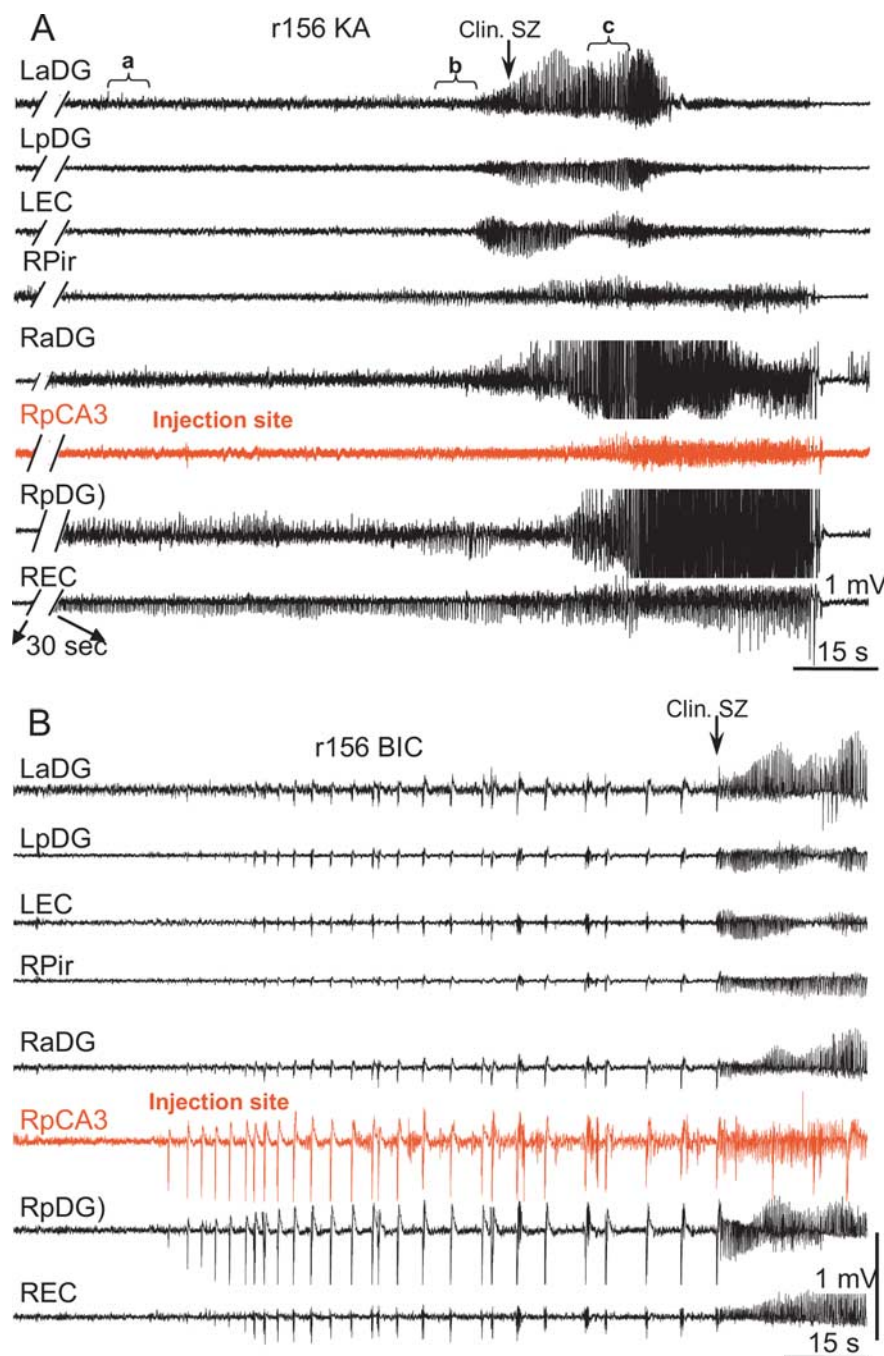 A
r156 KA
Clin. SZ
a
b
c
LaDG
LpDG
LEC
RPir
RaDG
RpCA3
Injection site
RpDG)
REC
1 mV
30 sec
15 s
B
r156 BIC
Clin. SZ
LaDG
LpDG
LEC
RPir
RaDG
Injection site
RpCA3
RpDG)
1 mV
REC
15 s